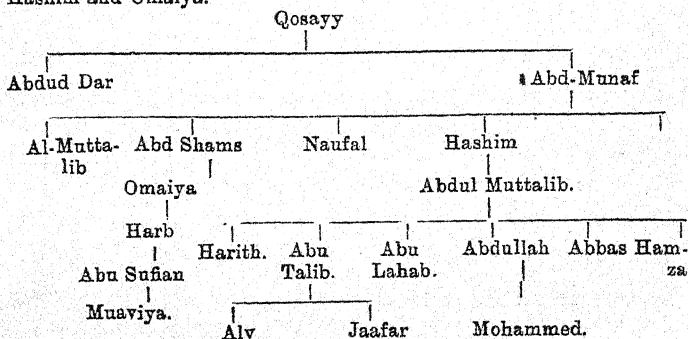 Hashim and Omaiya.
Qosayy
Abdud Dar Abd-Munaf
Al-Mutta- Abd Shams Naufal Hashim
lib
Omaiya Abdul Muttalib.
Harb
Harith. Abu Abu Abdullah Abbas Ham-
Talib. Lahab. za
Abu Sufian
Muaviya.
Aly Jaafar Mohammed.